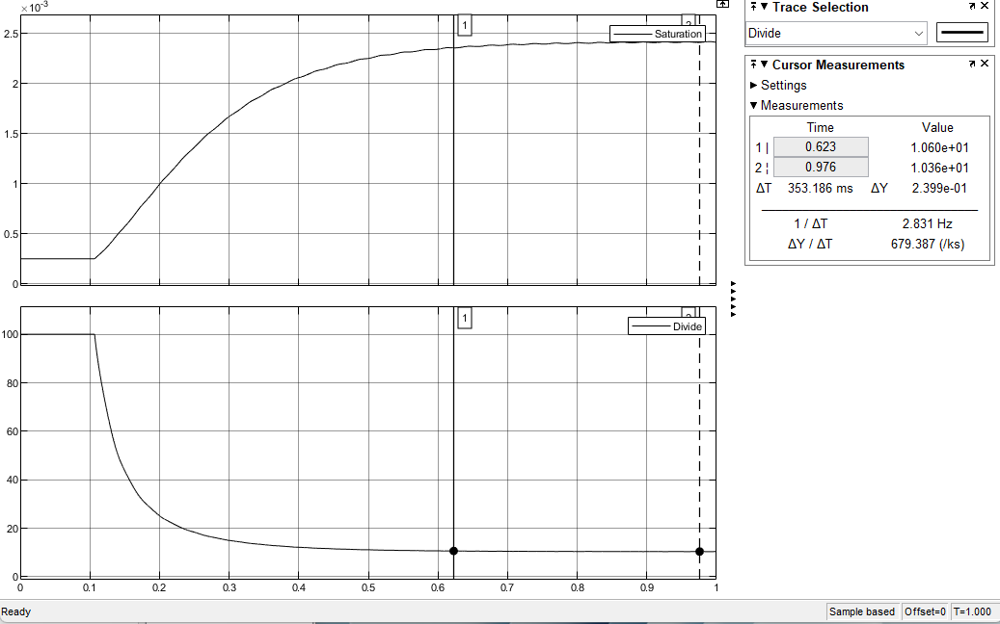 ×10⁻³
2.5
2
1.5
1
0.5
0
1
2
Saturation
100
80
60
40
20
0
1
2
Divide
0 0.1 0.2 0.3 0.4 0.5 0.6 0.7 0.8 0.9 1
Trace Selection
Divide
Cursor Measurements
Settings
Measurements
Time Value
1 | 0.623 1.060e+01
2 ¦ 0.976 1.036e+01
ΔT 353.186 ms ΔY 2.399e-01
1 / ΔT 2.831 Hz
ΔY / ΔT 679.387 (/ks)
Ready Sample based Offset=0 T=1.000